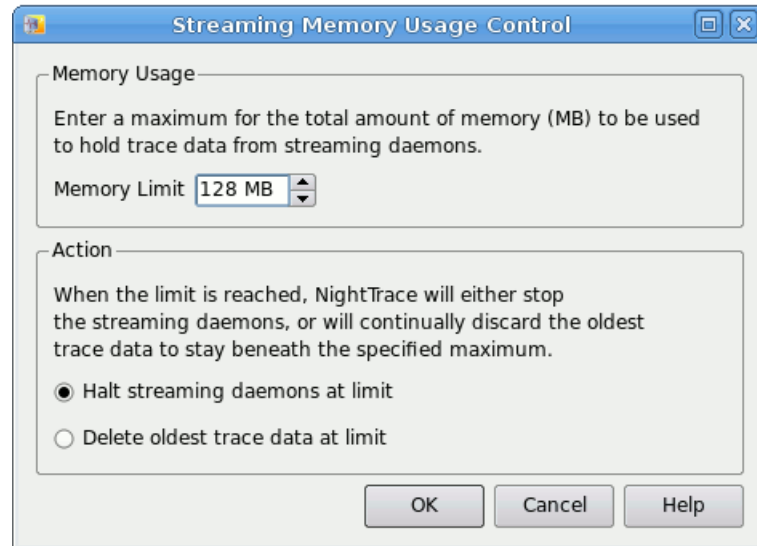 Streaming Memory Usage Control
Memory Usage
Enter a maximum for the total amount of memory (MB) to be used
to hold trace data from streaming daemons.
Memory Limit 128 MB
Action
When the limit is reached, NightTrace will either stop
the streaming daemons, or will continually discard the oldest
trace data to stay beneath the specified maximum.
Halt streaming daemons at limit
Delete oldest trace data at limit
OK Cancel Help